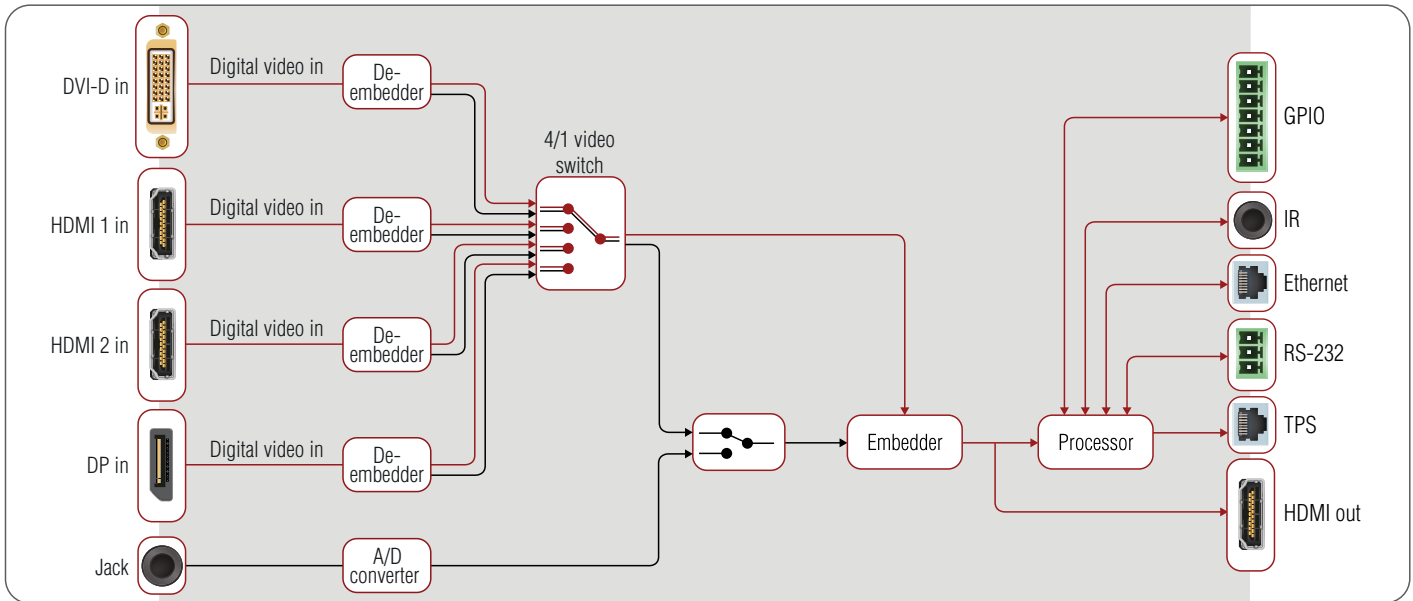 DVI-D in
Digital video in
De-
embedder
4/1 video
switch
HDMI 1 in
Digital video in
De-
embedder
HDMI 2 in
Digital video in
De-
embedder
DP in
Digital video in
De-
embedder
Jack
A/D
converter
Embedder
Processor
GPIO
IR
Ethernet
RS-232
TPS
HDMI out